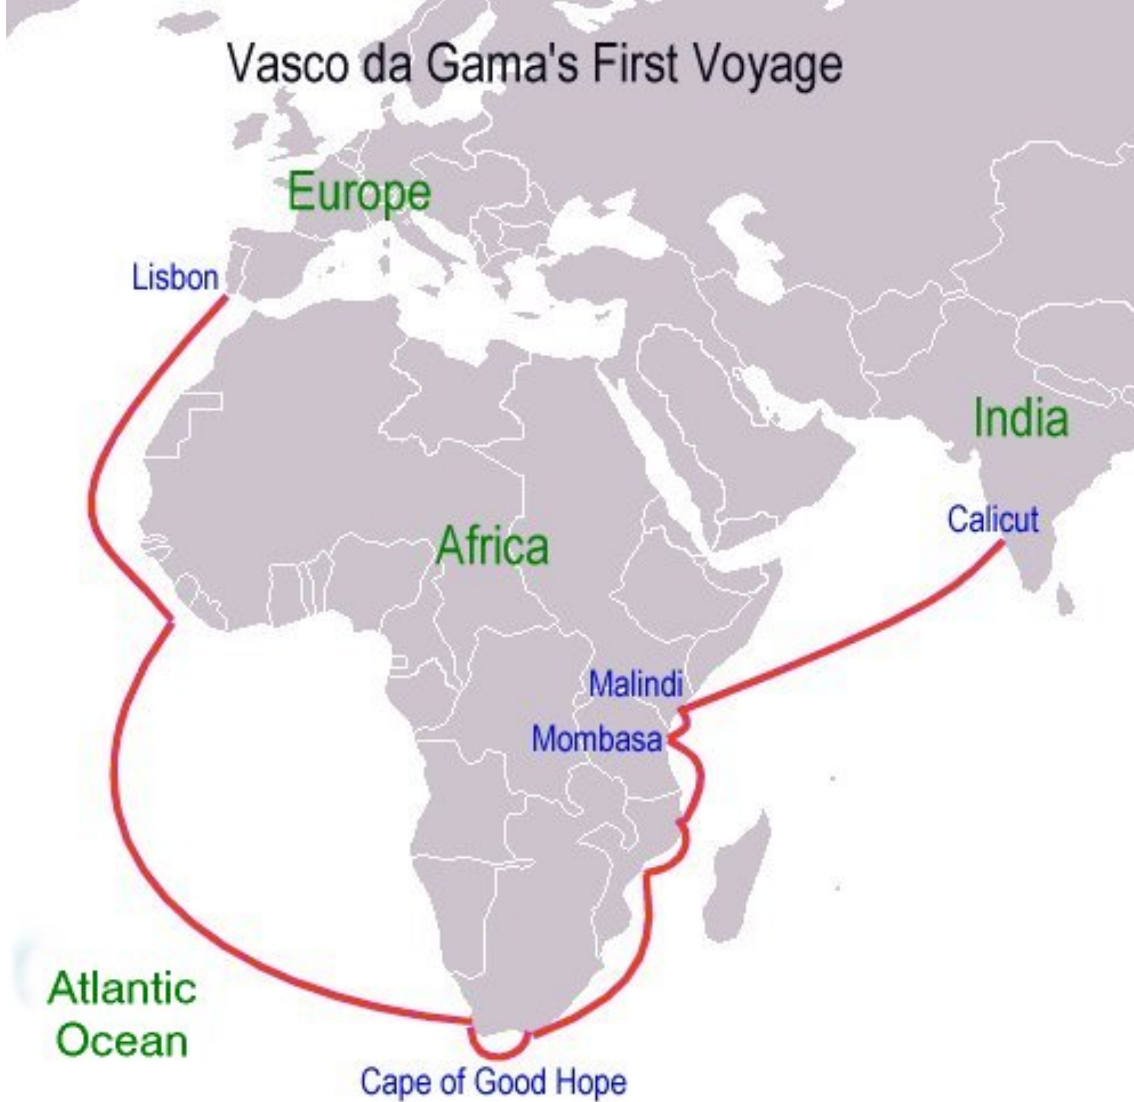 Vasco da Gama's First Voyage
Europe
Lisbon
India
Calicut
Africa
Malindi
Mombasa
Atlantic
Ocean
Cape of Good Hope